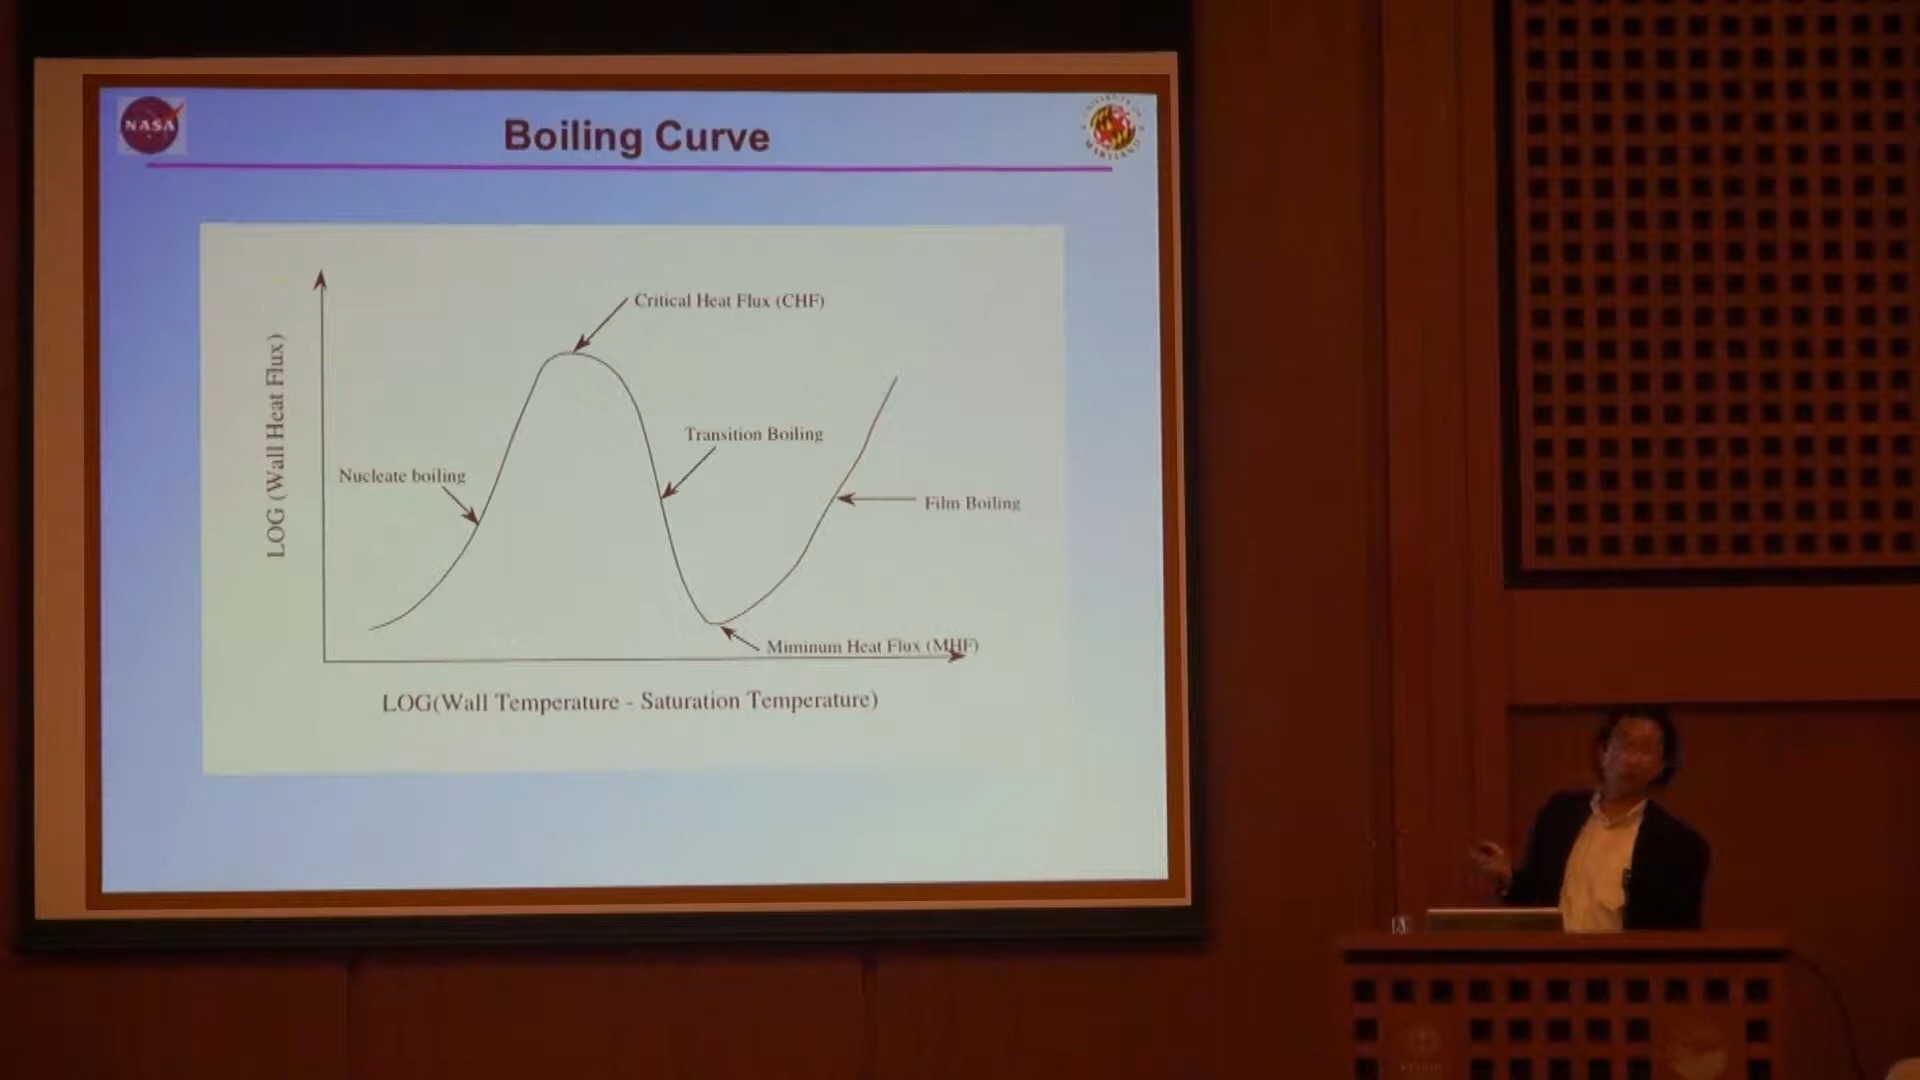 NASA
Boiling Curve
MARYLAND
Critical Heat Flux (CHF)
Transition Boiling
Nucleate boiling
Film Boiling
Miminum Heat Flux (MHF)
LOG (Wall Heat Flux)
LOG(Wall Temperature - Saturation Temperature)